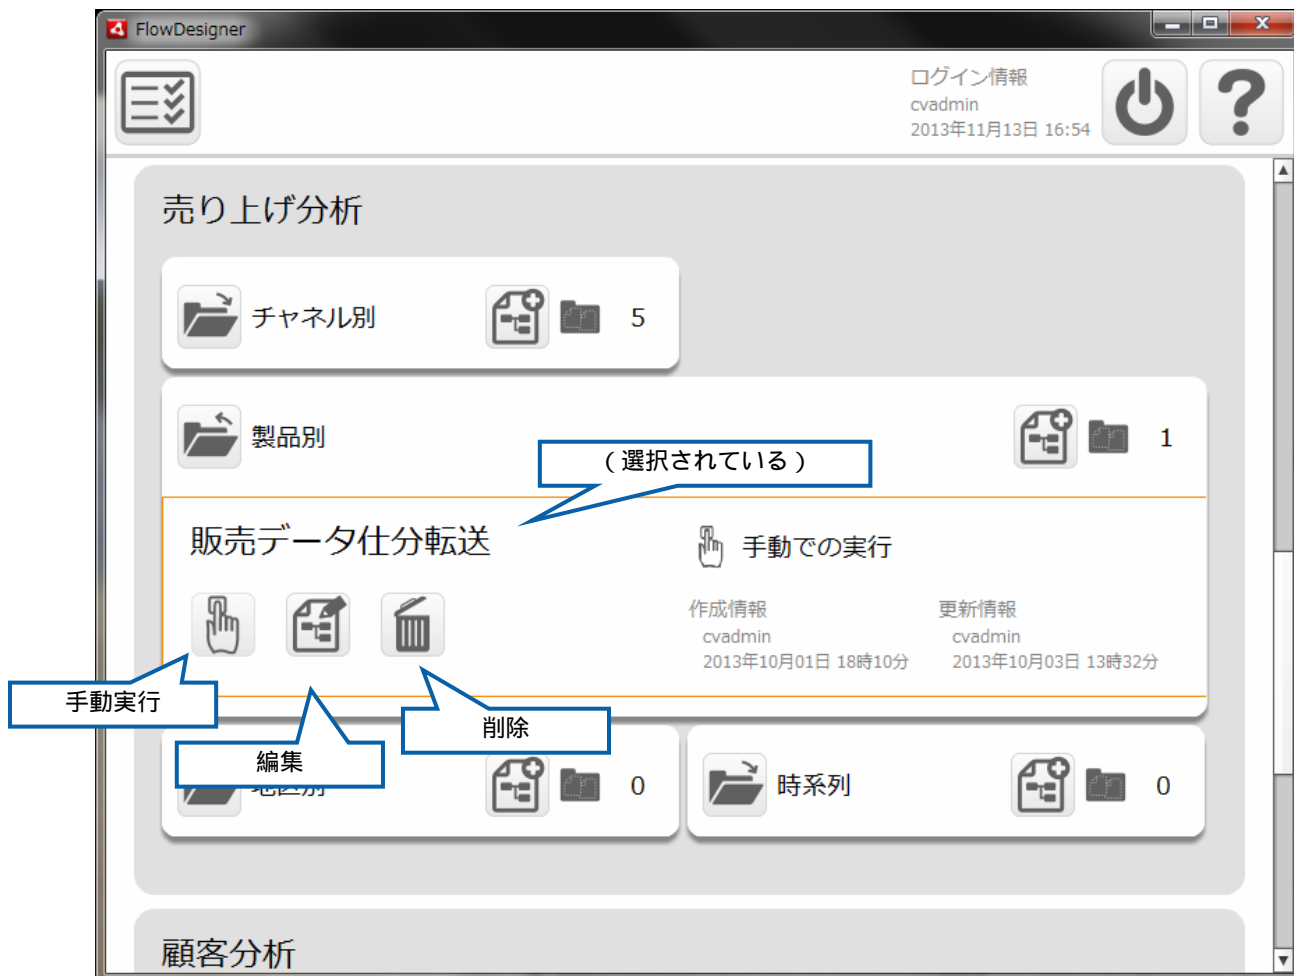 FlowDesigner
ログイン情報
cvadmin
2013年11月13日 16:54
売り上げ分析
チャネル別
5
製品別
1
(選択されている)
販売データ仕分転送
手動での実行
作成情報
cvadmin
2013年10月01日 18時10分
更新情報
cvadmin
2013年10月03日 13時32分
手動実行
編集
削除
0
時系列
0
顧客分析